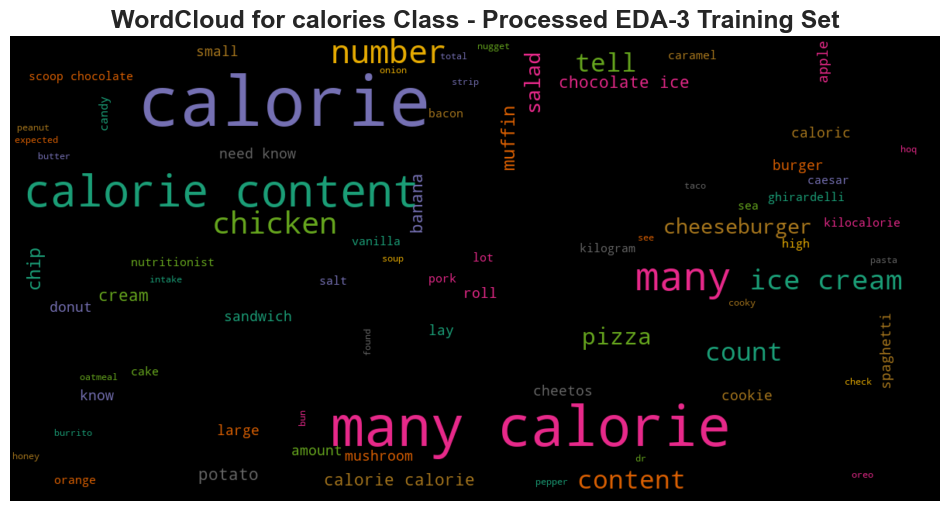 WordCloud for calories Class - Processed EDA-3 Training Set
small
number
total
nugget
onion
tell
caramel
apple
scoop chocolate
candy
calorie
strip
salad
chocolate ice
bacon
muffin
peanut
expected
butter
need know
caloric
hoq
burger
caesar
taco
ghirardelli
calorie content
banana
chicken
sea
cheeseburger
kilocalorie
vanilla
see
high
kilogram
chip
nutritionist
soup
lot
pasta
intake
salt
pork
many
ice cream
cream
roll
donut
cooky
sandwich
lay
found
pizza
count
spaghetti
oatmeal
cake
check
know
cheetos
cookie
bun
many calorie
burrito
large
amount
mushroom
honey
dr
orange
potato
calorie calorie
pepper
content
oreo